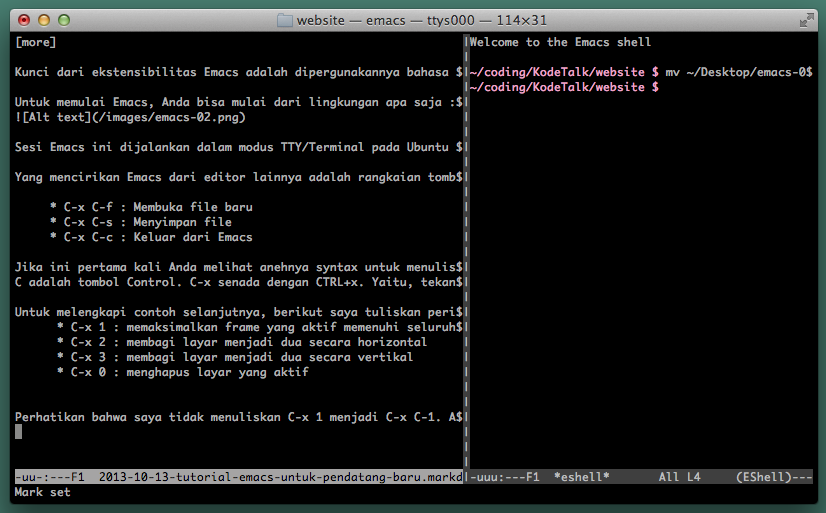 website — emacs — ttys000 — 114×31
[more]
Kunci dari ekstensibilitas Emacs adalah dipergunakannya bahasa $
Untuk memulai Emacs, Anda bisa mulai dari lingkungan apa saja :$
![Alt text](/images/emacs-02.png)
Sesi Emacs ini dijalankan dalam modus TTY/Terminal pada Ubuntu $
Yang mencirikan Emacs dari editor lainnya adalah rangkaian tomb$
* C-x C-f : Membuka file baru
* C-x C-s : Menyimpan file
* C-x C-c : Keluar dari Emacs
Jika ini pertama kali Anda melihat anehnya syntax untuk menulis$
C adalah tombol Control. C-x senada dengan CTRL+x. Yaitu, tekan$
Untuk melengkapi contoh selanjutnya, berikut saya tuliskan peri$
* C-x 1 : memaksimalkan frame yang aktif memenuhi seluruh$
* C-x 2 : membagi layar menjadi dua secara horizontal
* C-x 3 : membagi layar menjadi dua secara vertikal
* C-x 0 : menghapus layar yang aktif
Perhatikan bahwa saya tidak menuliskan C-x 1 menjadi C-x C-1. A$
-uu-:---F1  2013-10-13-tutorial-emacs-untuk-pendatang-baru.markd
Welcome to the Emacs shell
~/coding/KodeTalk/website $ mv ~/Desktop/emacs-0$
~/coding/KodeTalk/website $
-uuu:---F1  *eshell*       All L4     (EShell)---
Mark set